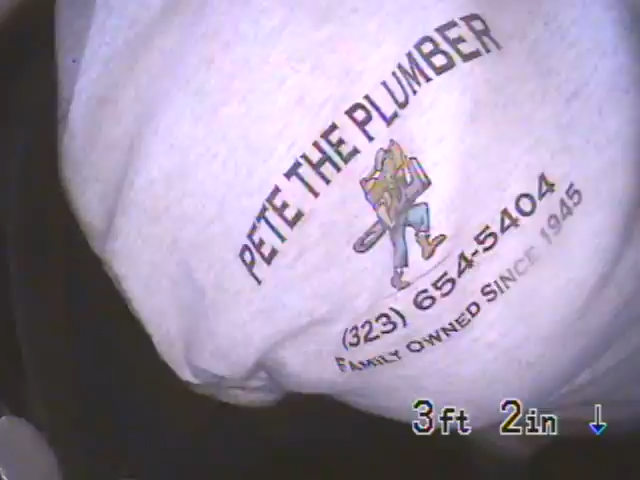 PETE THE PLUMBER
(323) 654-5404
FAMILY OWNED SINCE 1945
3ft 2in ↓